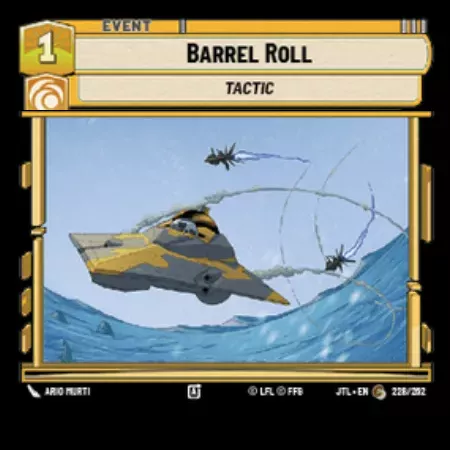 EVENT
1
BARREL ROLL
TACTIC
ARIO MURTI
A
© LFL © FFG
JTL • EN
228/262